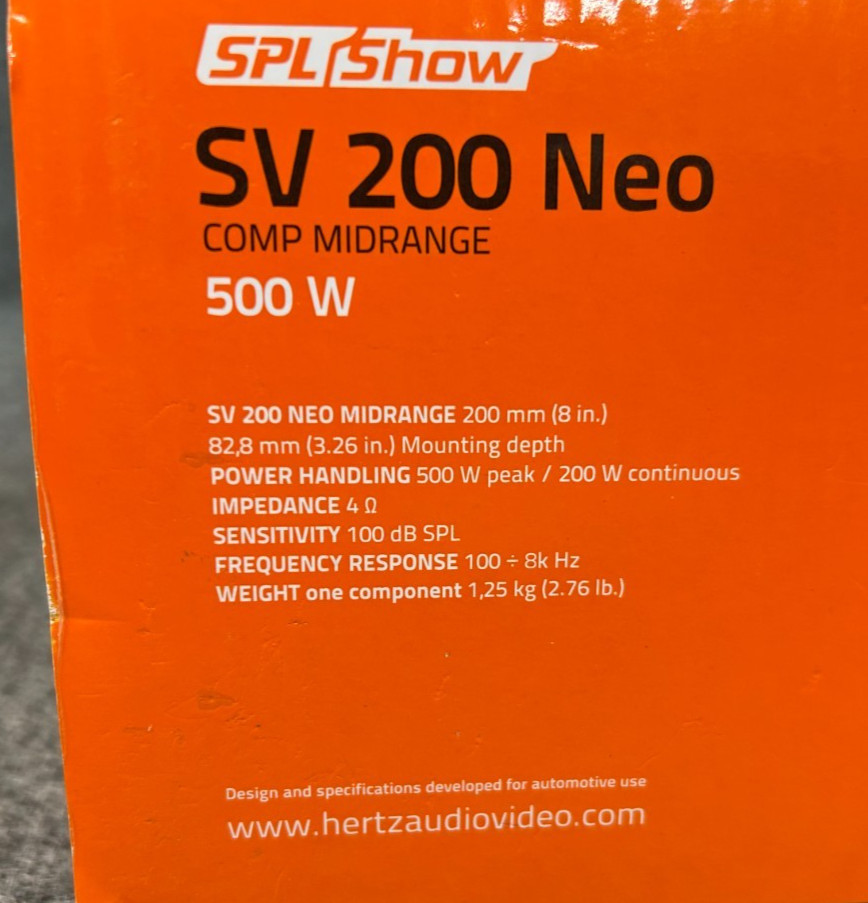 SPL Show
SV 200 Neo
COMP MIDRANGE
500 W
SV 200 NEO MIDRANGE 200 mm (8 in.)
82,8 mm (3.26 in.) Mounting depth
POWER HANDLING 500 W peak / 200 W continuous
IMPEDANCE 4 Ω
SENSITIVITY 100 dB SPL
FREQUENCY RESPONSE 100 ÷ 8k Hz
WEIGHT one component 1,25 kg (2.76 lb.)
Design and specifications developed for automotive use
www.hertzaudiovideo.com